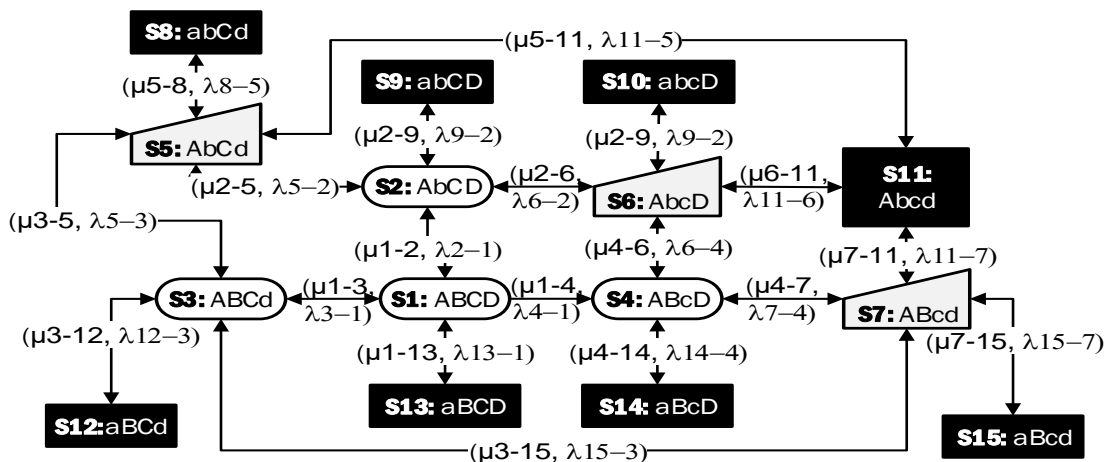 S8: abCd
(µ5-11, λ11−5)
(µ5-8, λ8−5)
S9: abCD
S10: abcD
S5: AbCd
(µ2-9, λ9−2)
(µ2-9, λ9−2)
(µ2-5, λ5−2)
S2: AbCD
(µ2-6,
λ6−2)
S6: AbcD
(µ6-11,
λ11−6)
S11:
Abcd
(µ3-5, λ5−3)
(µ1-2, λ2−1)
(µ4-6, λ6−4)
(µ7-11, λ11−7)
S3: ABCd
(µ1-3,
λ3−1)
S1: ABCD
(µ1-4,
λ4−1)
S4: ABcD
(µ4-7,
λ7−4)
S7: ABcd
(µ3-12, λ12−3)
(µ1-13, λ13−1)
(µ4-14, λ14−4)
(µ7-15, λ15−7)
S12:aBCd
S13: aBCD
S14: aBcD
S15: aBcd
(µ3-15, λ15−3)